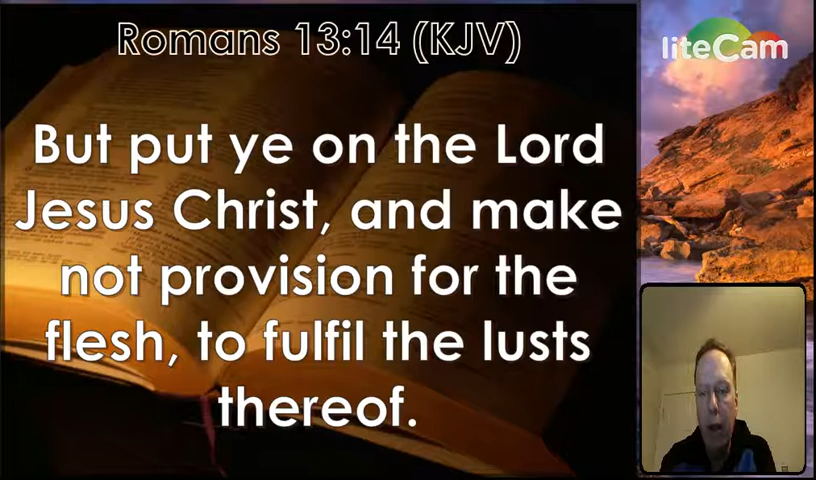 Romans 13:14 (KJV)
liteCam
But put ye on the Lord
Jesus Christ, and make
not provision for the
flesh, to fulfil the lusts
thereof.